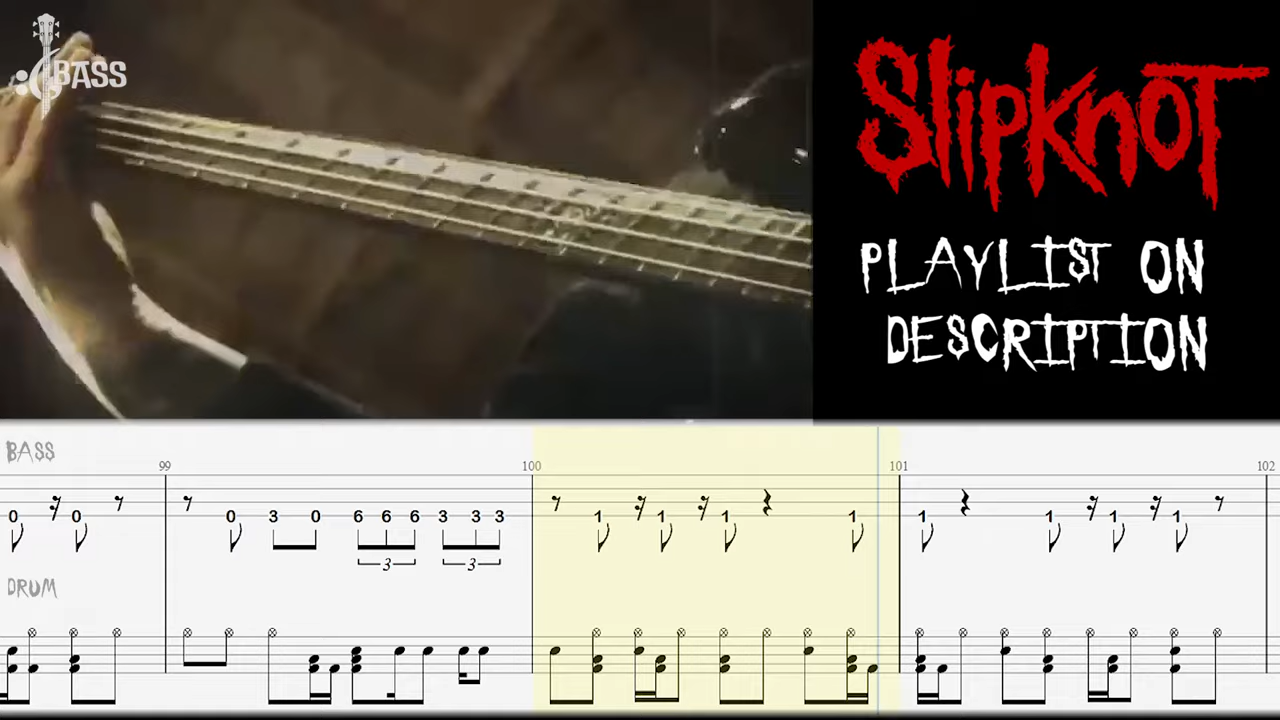 BASS
SlipknoT
PLAYLIST ON
DESCRIPTION
BASS
99 100 101 102
0 0 0 3 0 6 6 6 3 3 3 1 1 1 1 1 1 1 1
3 3
DRUM